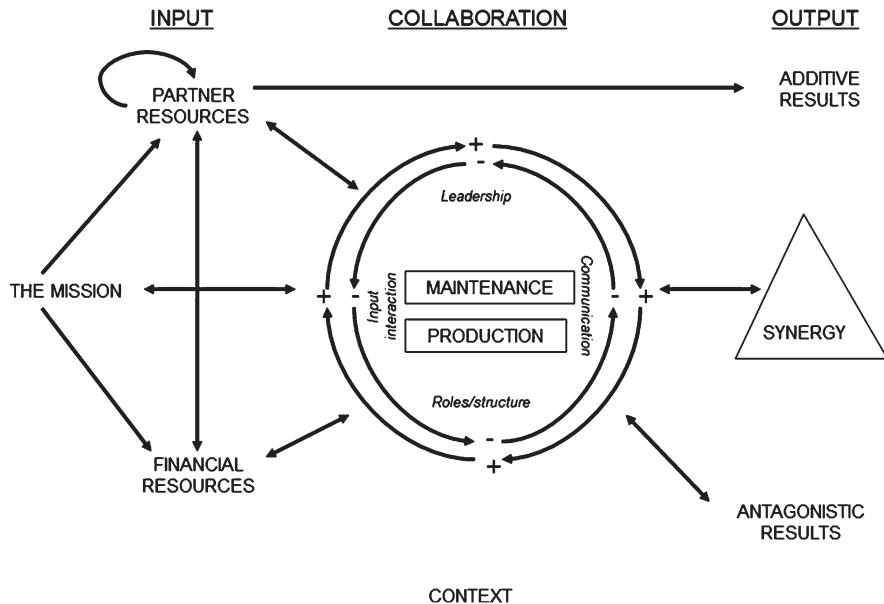 INPUT
COLLABORATION
OUTPUT
PARTNER
RESOURCES
ADDITIVE
RESULTS
+
-
Leadership
THE MISSION
+
-
Input
interaction
MAINTENANCE
PRODUCTION
Communication
-
+
SYNERGY
Roles/structure
-
+
FINANCIAL
RESOURCES
ANTAGONISTIC
RESULTS
CONTEXT